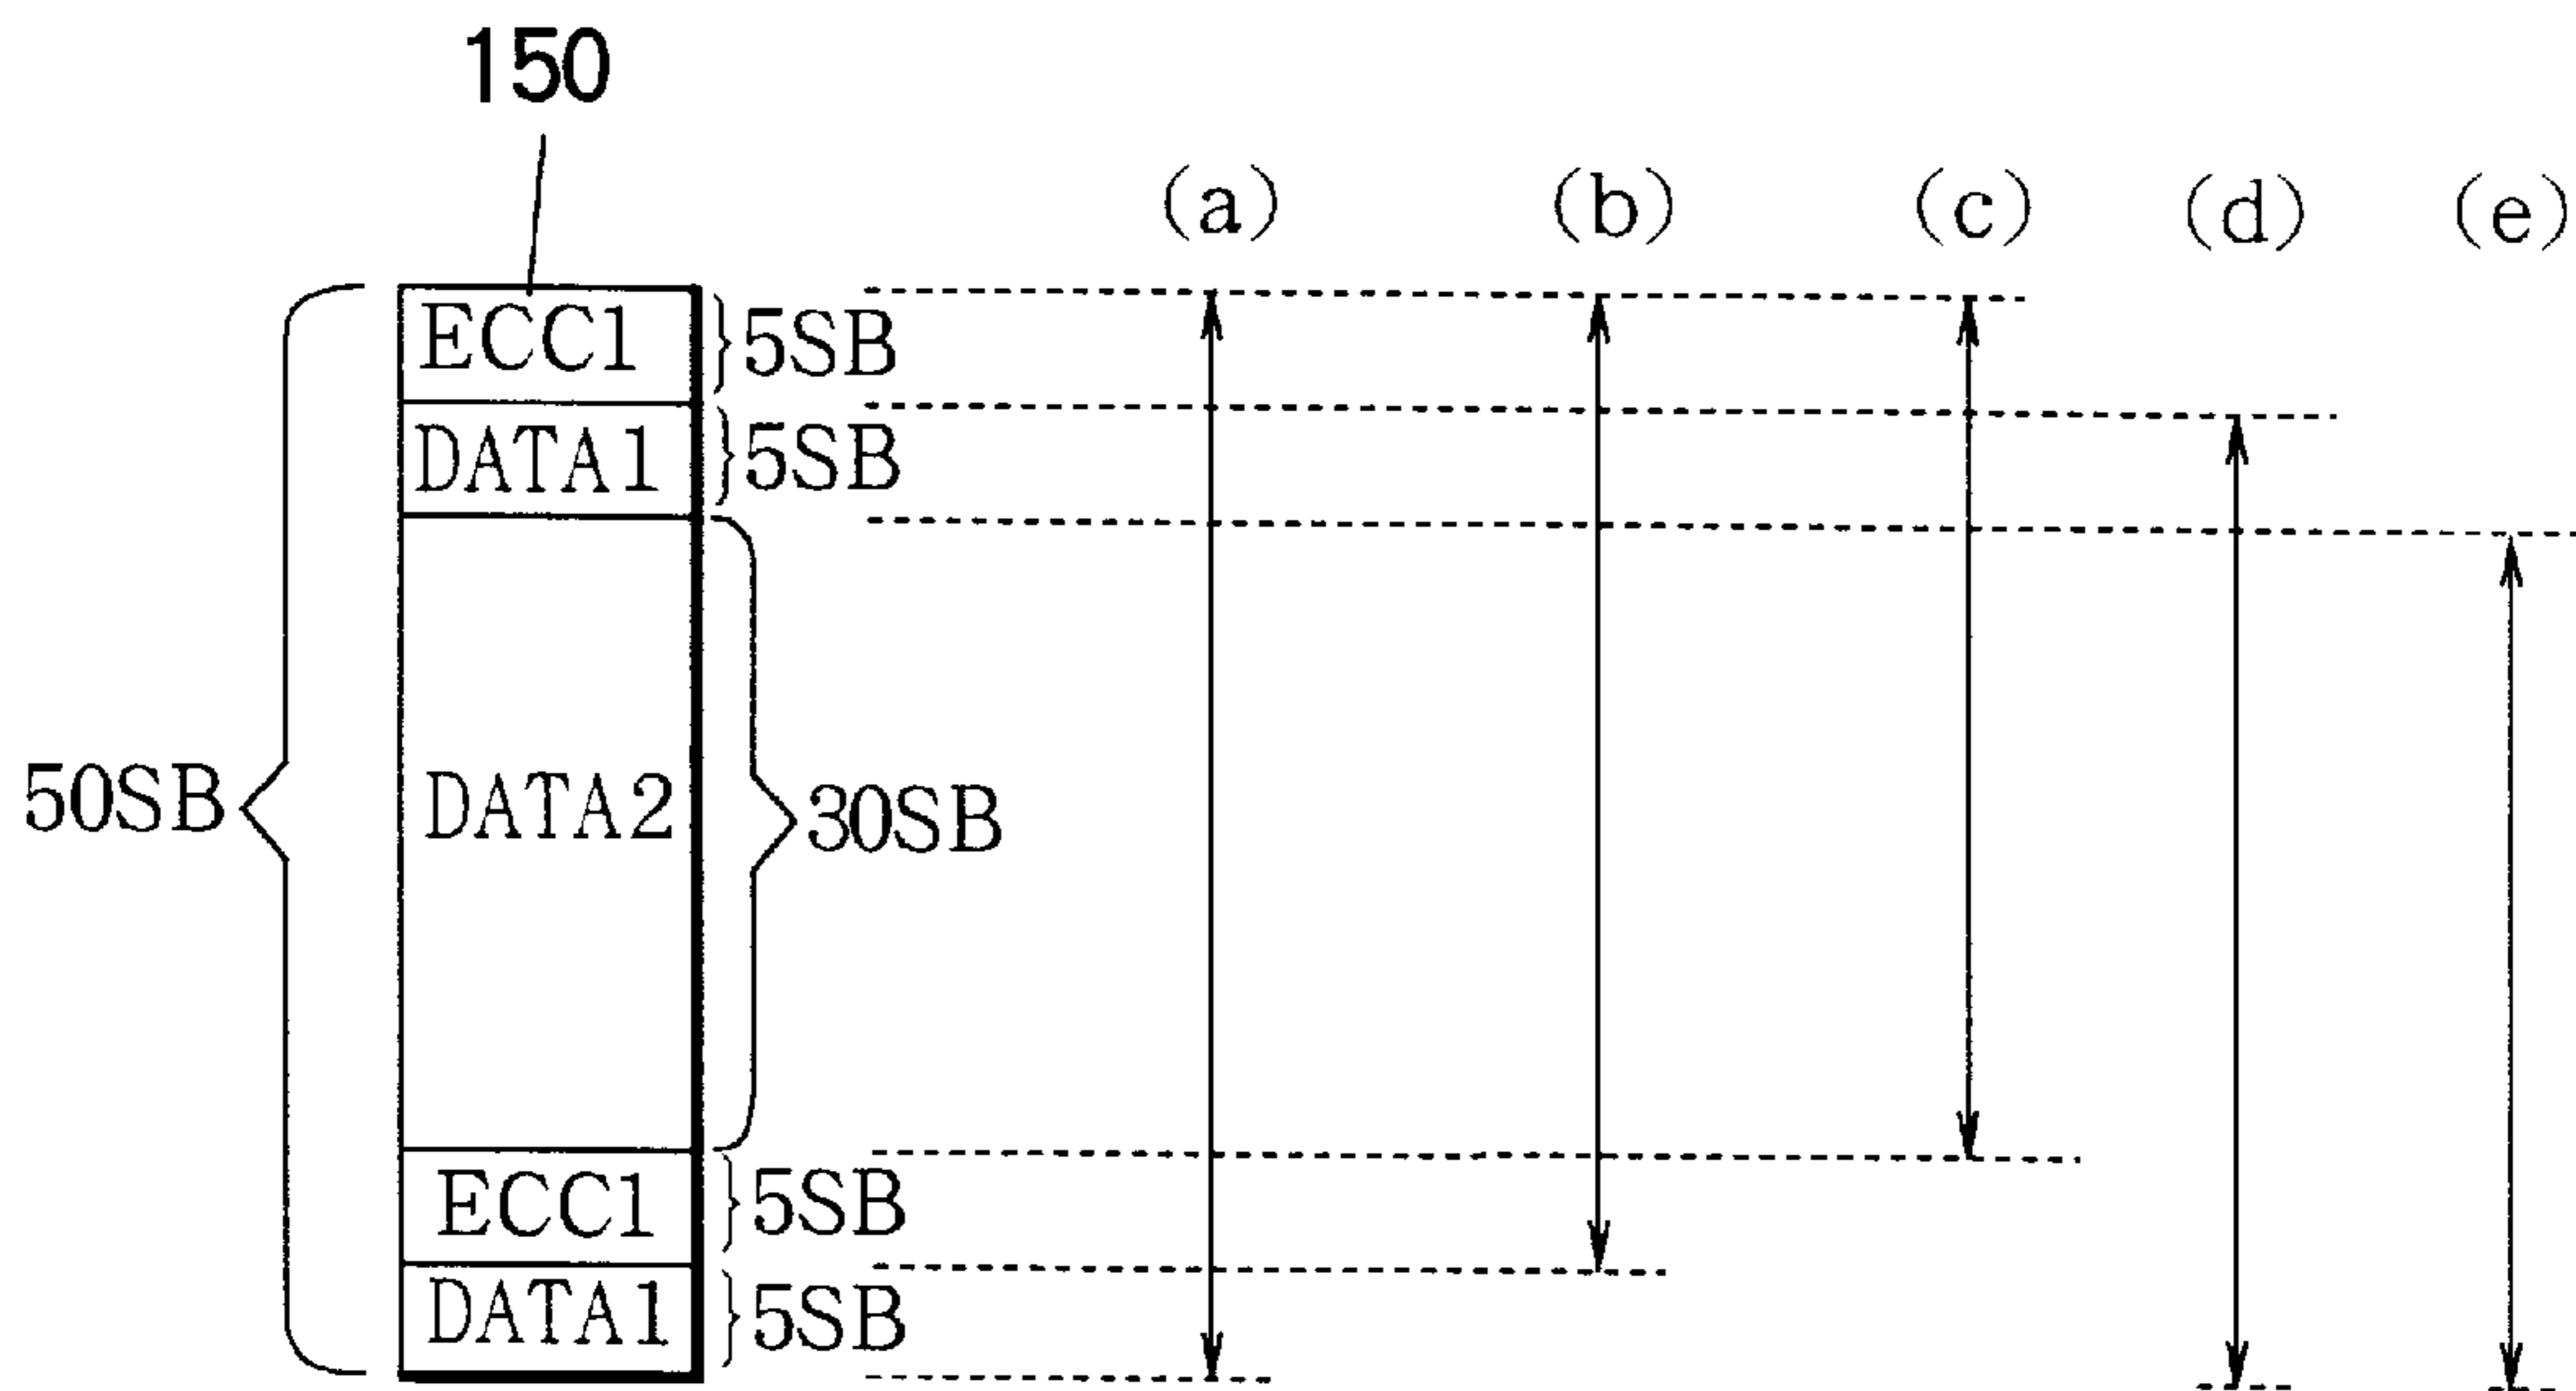 150
(a) (b) (c) (d) (e)
ECC1 5SB
DATA1 5SB
50SB DATA2 30SB
ECC1 5SB
DATA1 5SB